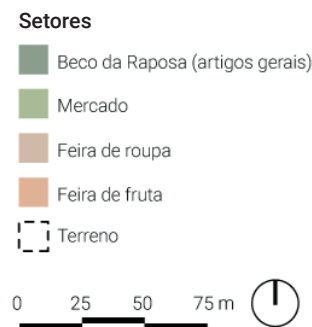 Setores
Beco da Raposa (artigos gerais)
Mercado
Feira de roupa
Feira de fruta
Terreno
0 25 50 75 m